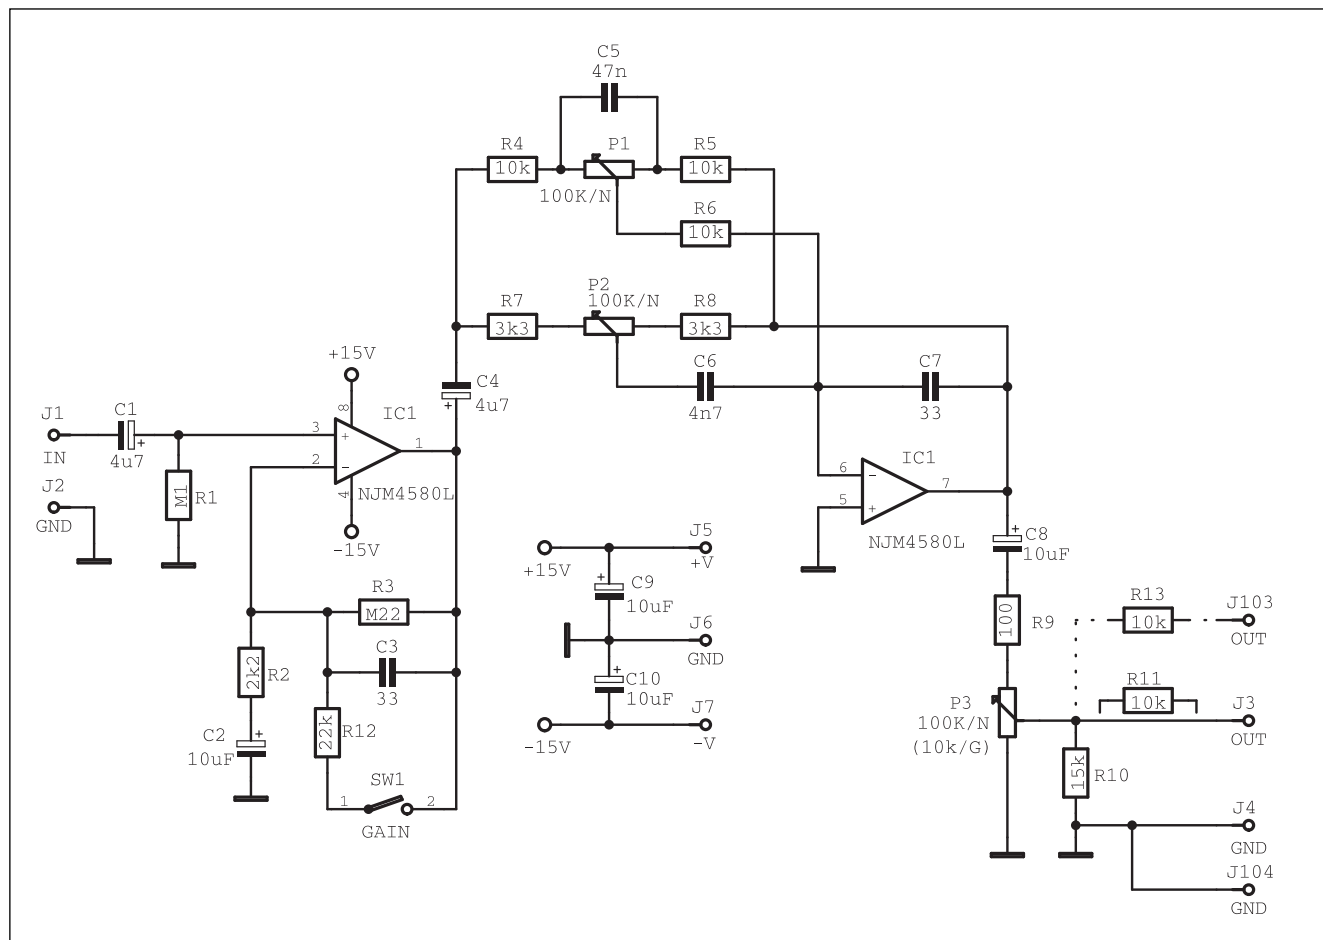 C5
47n
R4
10k
P1
100K/N
R5
10k
R6
10k
R7
3k3
P2
100K/N
R8
3k3
C6
4n7
C7
33
+15V
8
C4
+
4u7
J1
IN
C1
+
4u7
3
+
2
-
IC1
1
4
NJM4580L
-15V
M1
R1
J2
GND
IC1
6
-
5
+
7
NJM4580L
+
C8
10uF
+15V
+
C9
10uF
J5
+V
J6
GND
+
C10
10uF
-15V
J7
-V
R3
M22
C3
33
2k2
R2
22k
R12
C2
+
10uF
SW1
1
2
GAIN
100
R9
R13
10k
J103
OUT
R11
10k
P3
100K/N
(10k/G)
J3
OUT
15k
R10
J4
GND
J104
GND